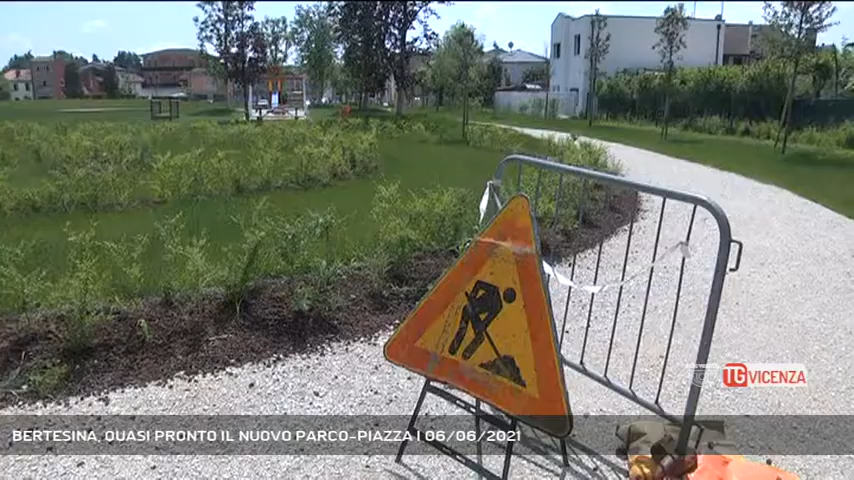 TG VICENZA
BERTESINA, QUASI PRONTO IL NUOVO PARCO-PIAZZA | 06/06/2021